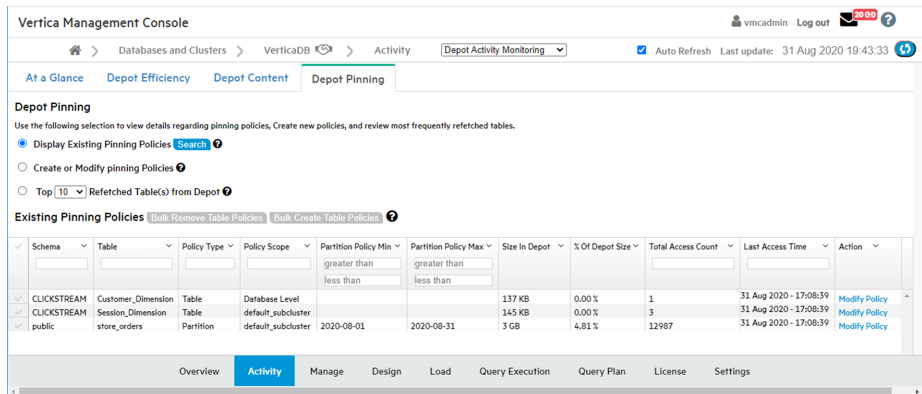 Vertica Management Console vmcadmin Log out
Databases and Clusters > VerticaDB > Activity Depot Activity Monitoring Auto Refresh Last update: 31 Aug 2020 19:43:33
At a Glance Depot Efficiency Depot Content Depot Pinning
Depot Pinning
Use the following selection to view details regarding pinning policies, Create new policies, and review most frequently refetched tables.
Display Existing Pinning Policies Search ?
Create or Modify pinning Policies ?
Top 10 Refetched Table(s) from Depot ?
Existing Pinning Policies Bulk Remove Table Policies Bulk Create Table Policies ?
Schema Table Policy Type Policy Scope Partition Policy Min Partition Policy Max Size In Depot % Of Depot Size Total Access Count Last Access Time Action
greater than greater than
less than less than
CLICKSTREAM Customer_Dimension Table Database Level 137 KB 0.00 % 1 31 Aug 2020 - 17:08:39 Modify Policy
CLICKSTREAM Session_Dimension Table default_subcluster 145 KB 0.00 % 3 31 Aug 2020 - 17:08:39 Modify Policy
public store_orders Partition default_subcluster 2020-08-01 2020-08-31 3 GB 4.81 % 12987 31 Aug 2020 - 17:08:39 Modify Policy
Overview Activity Manage Design Load Query Execution Query Plan License Settings